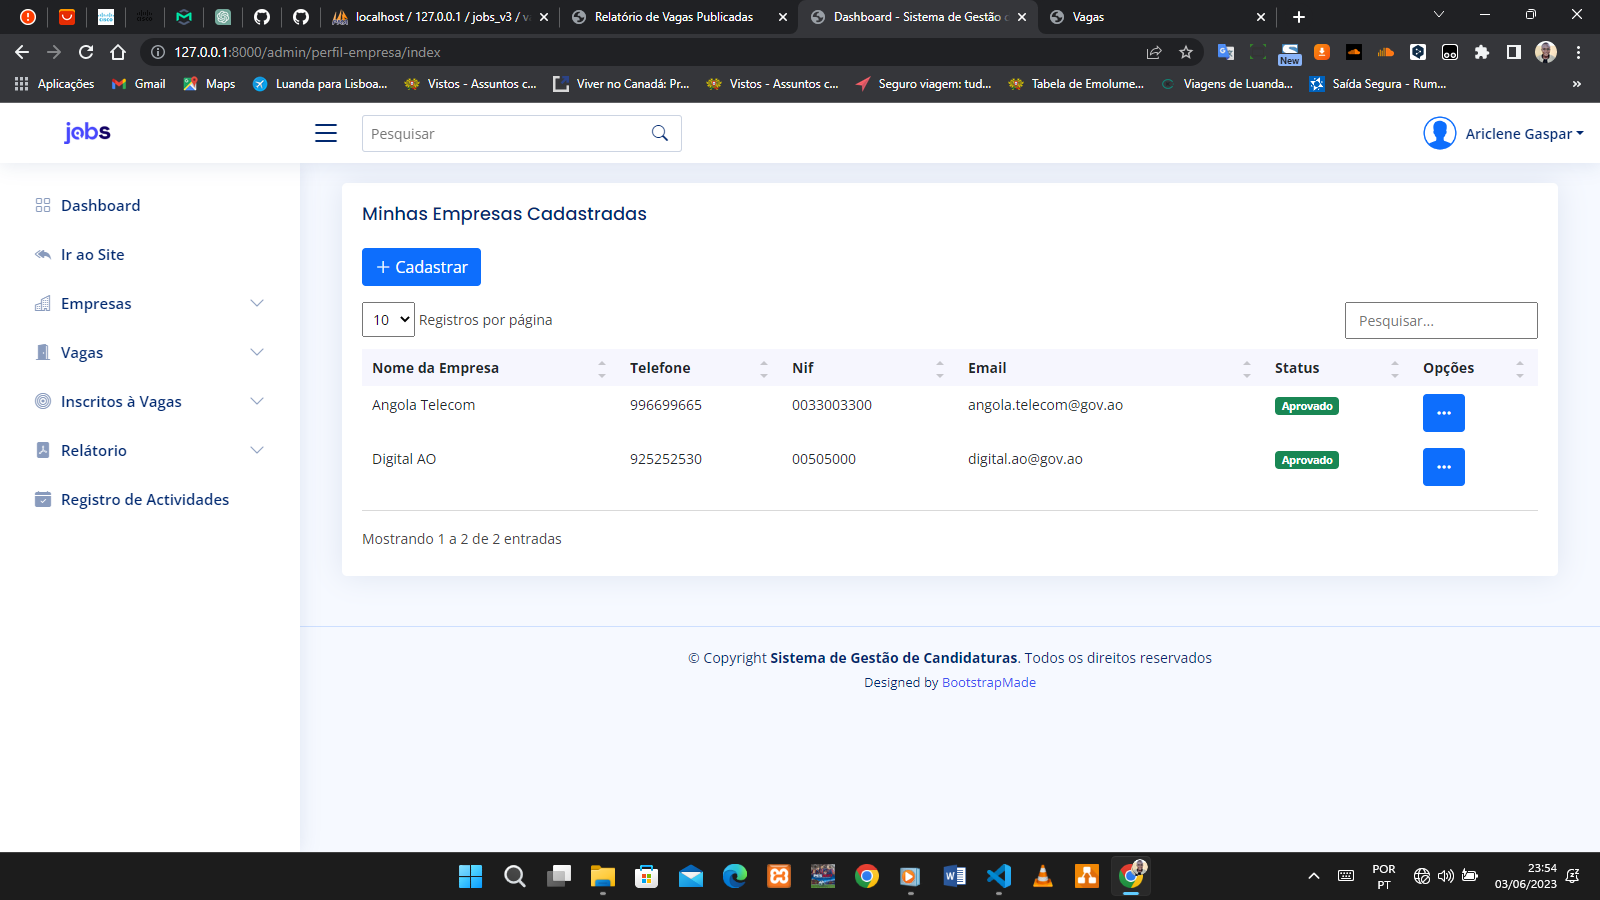 localhost / 127.0.0.1 / jobs_v3 / v
Relatório de Vagas Publicadas
Dashboard - Sistema de Gestão
Vagas
127.0.0.1:8000/admin/perfil-empresa/index
New
Aplicações
Gmail
Maps
Luanda para Lisboa...
Vistos - Assuntos c...
Viver no Canadá: Pr...
Vistos - Assuntos c...
Seguro viagem: tud...
Tabela de Emolume...
Viagens de Luanda...
Saída Segura - Rum...
»
jobs
Pesquisar
Ariclene Gaspar
Dashboard
Ir ao Site
Empresas
Vagas
Inscritos à Vagas
Relátorio
Registro de Actividades
Minhas Empresas Cadastradas
+ Cadastrar
10 Registros por página
Pesquisar...
Nome da Empresa Telefone Nif Email Status Opções
Angola Telecom 996699665 0033003300 angola.telecom@gov.ao Aprovado ...
Digital AO 925252530 00505000 digital.ao@gov.ao Aprovado ...
Mostrando 1 a 2 de 2 entradas
© Copyright Sistema de Gestão de Candidaturas. Todos os direitos reservados
Designed by BootstrapMade
POR
PT
23:54
03/06/2023